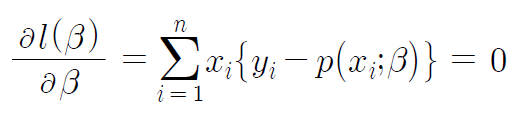 ∂l(β)/∂β = ∑_{i=1}^{n} x_i{y_i − p(x_i;β)} = 0